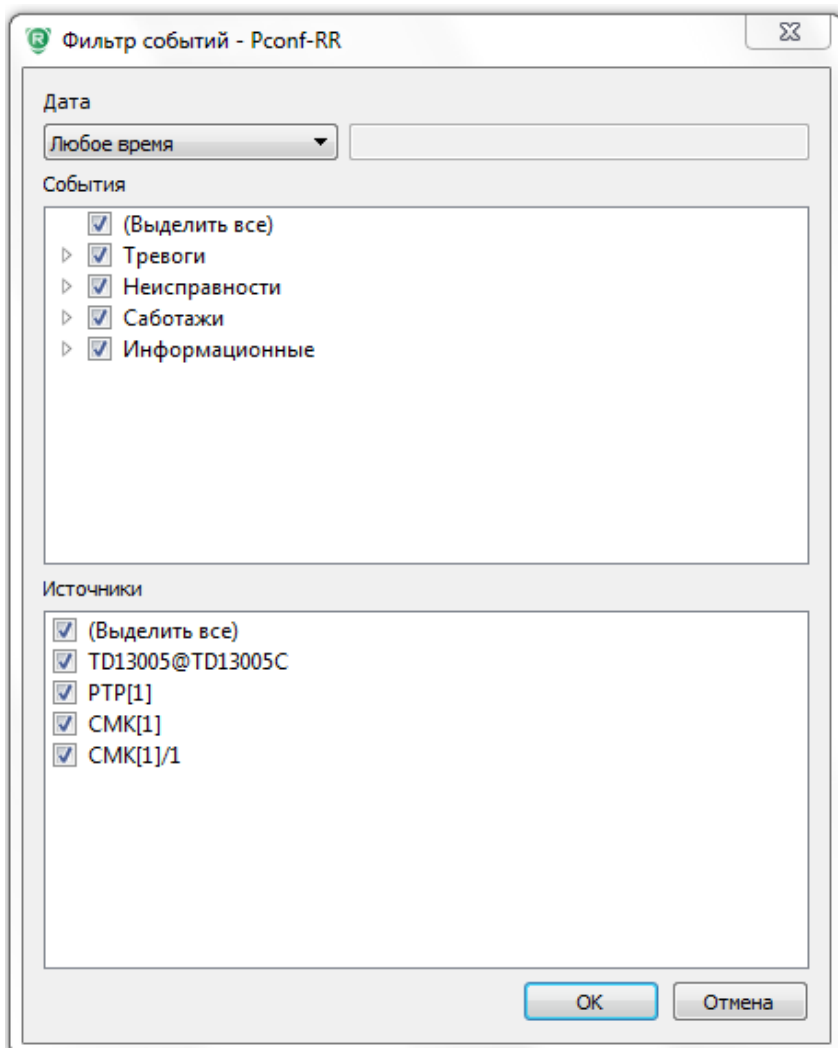 Фильтр событий - Pconf-RR
Дата
Любое время
События
(Выделить все)
Тревоги
Неисправности
Саботажи
Информационные
Источники
(Выделить все)
TD13005@TD13005C
РТР[1]
СМК[1]
СМК[1]/1
OK
Отмена